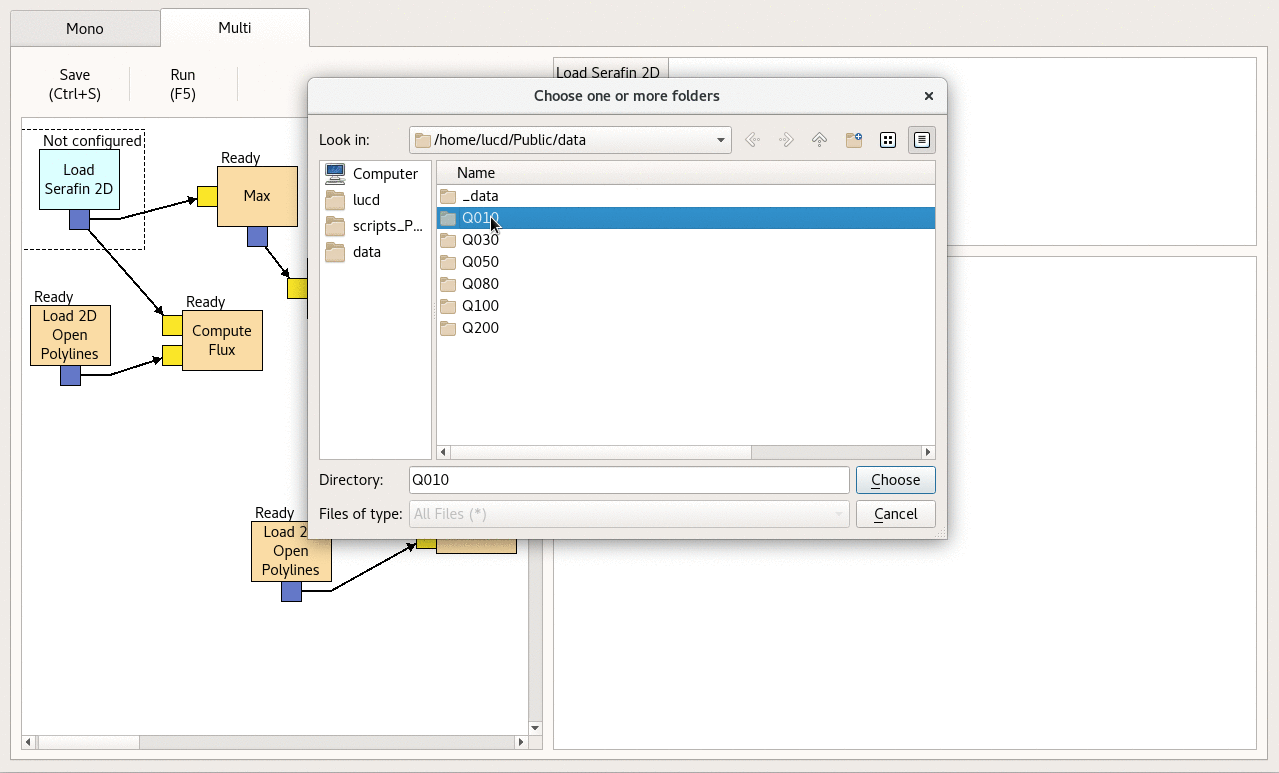 Mono
Multi
Save
(Ctrl+S)
Run
(F5)
Load Serafin 2D
Not configured
Load
Serafin 2D
Ready
Max
Ready
Load 2D
Open
Polylines
Ready
Compute
Flux
Ready
Load 2
Open
Polylines
Choose one or more folders
Look in:
/home/lucd/Public/data
Computer
lucd
scripts_P...
data
Name
_data
Q010
Q030
Q050
Q080
Q100
Q200
Directory:
Q010
Choose
Files of type:
All Files (*)
Cancel